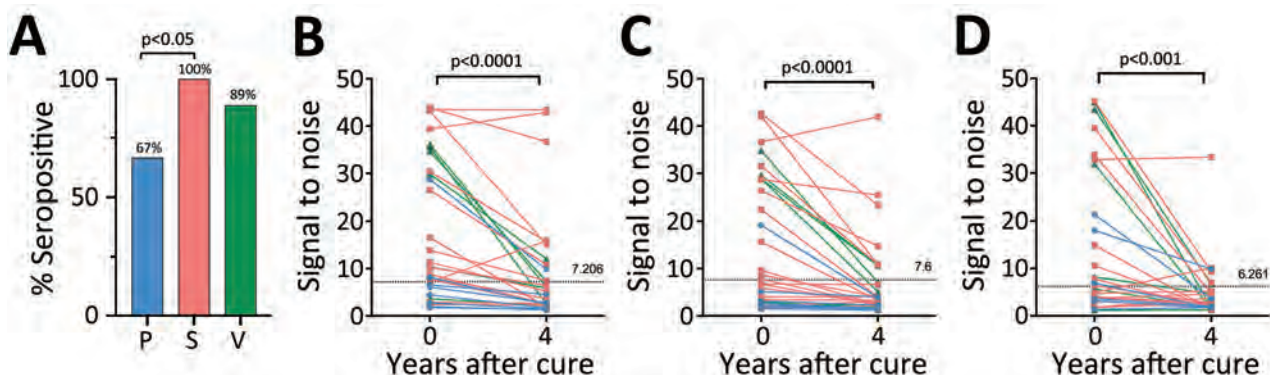 A
p<0.05
100%
89%
67%
% Seropositive
100
50
0
P S V
B
p<0.0001
Signal to noise
50
40
30
20
10
0
7.206
0 4
Years after cure
C
p<0.0001
Signal to noise
50
40
30
20
10
0
7.6
0 4
Years after cure
D
p<0.001
Signal to noise
50
40
30
20
10
0
6.261
0 4
Years after cure